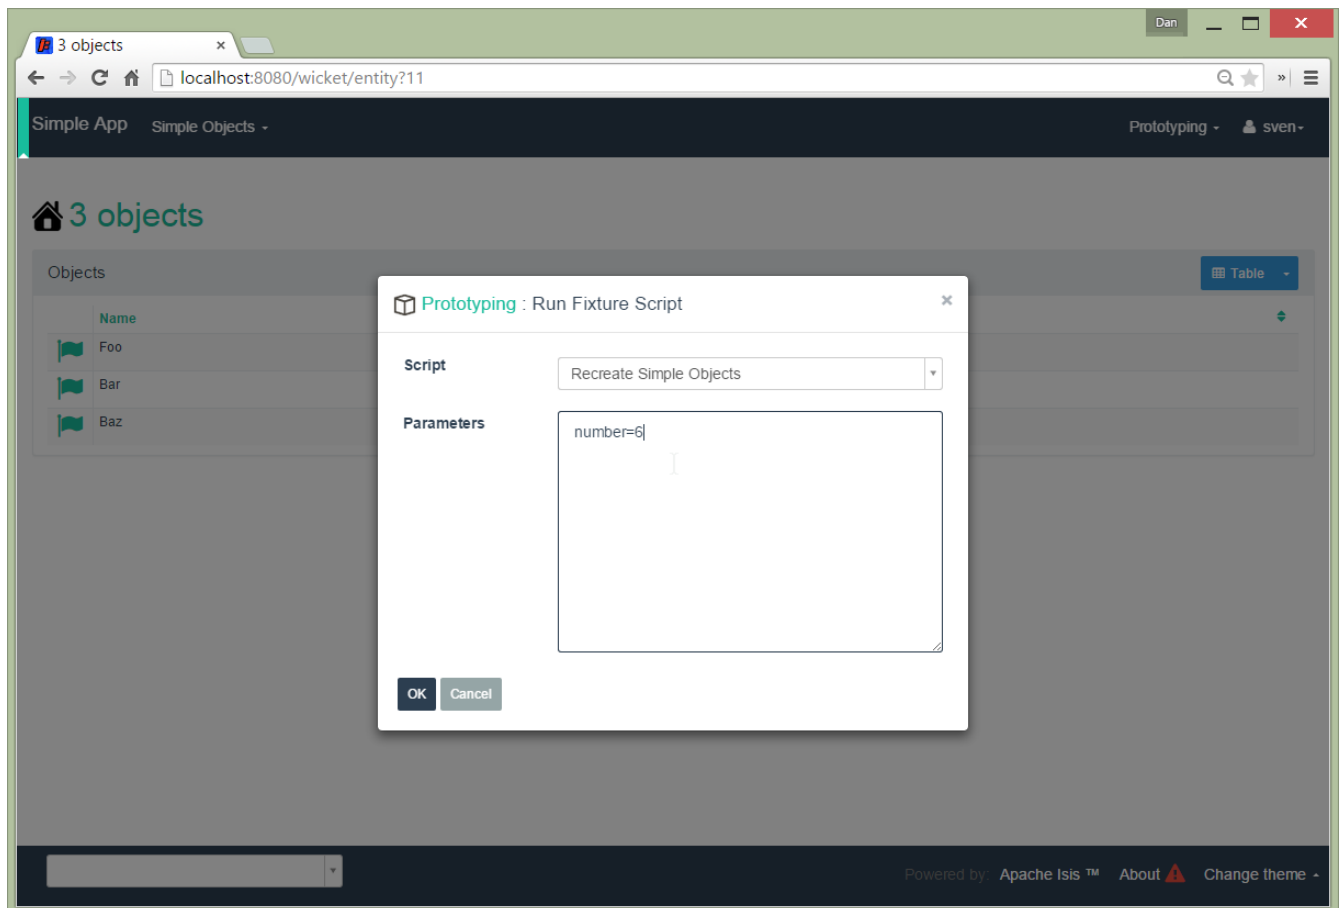 Dan
3 objects
localhost:8080/wicket/entity?11
Simple App Simple Objects Prototyping sven
3 objects
Objects Table
Name
Foo
Bar
Baz
Prototyping : Run Fixture Script
Script Recreate Simple Objects
Parameters number=6
OK Cancel
Powered by: Apache Isis ™ About Change theme